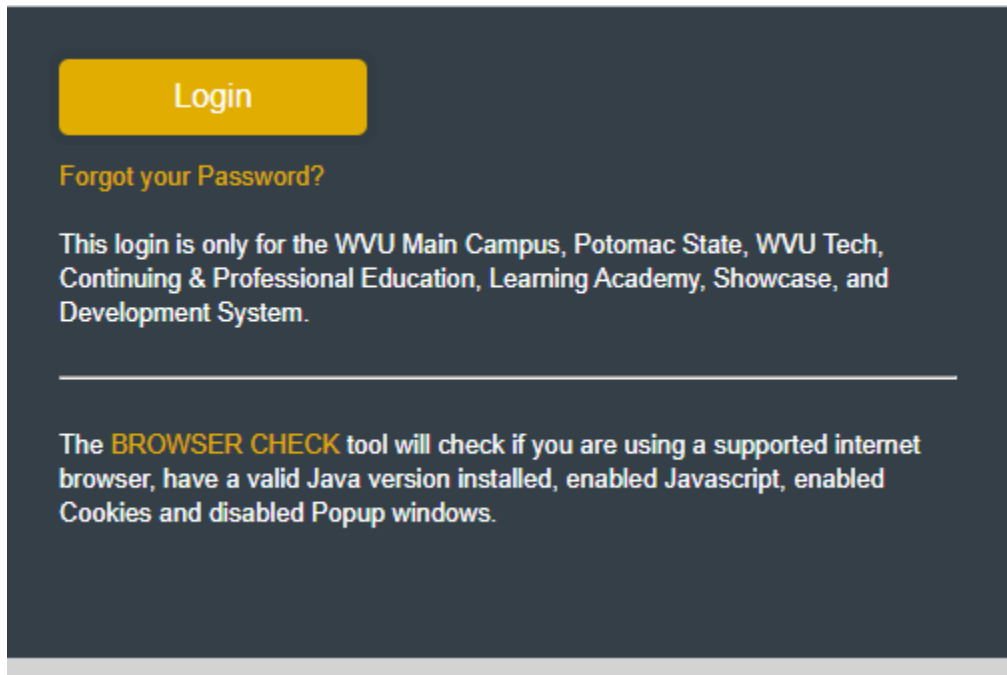 Login
Forgot your Password?
This login is only for the WVU Main Campus, Potomac State, WVU Tech,
Continuing & Professional Education, Learning Academy, Showcase, and
Development System.
The BROWSER CHECK tool will check if you are using a supported internet
browser, have a valid Java version installed, enabled Javascript, enabled
Cookies and disabled Popup windows.